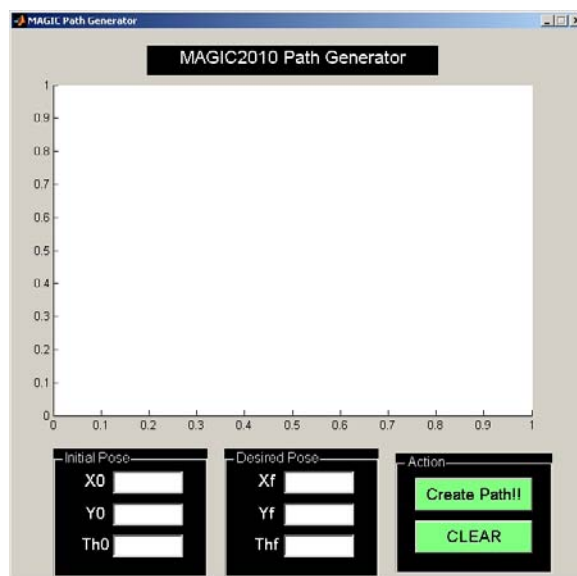 MAGIC Path Generator
MAGIC2010 Path Generator
1
0.9
0.8
0.7
0.6
0.5
0.4
0.3
0.2
0.1
0
0 0.1 0.2 0.3 0.4 0.5 0.6 0.7 0.8 0.9 1
Initial Pose
X0
Y0
Th0
Desired Pose
Xf
Yf
Thf
Action
Create Path!!
CLEAR